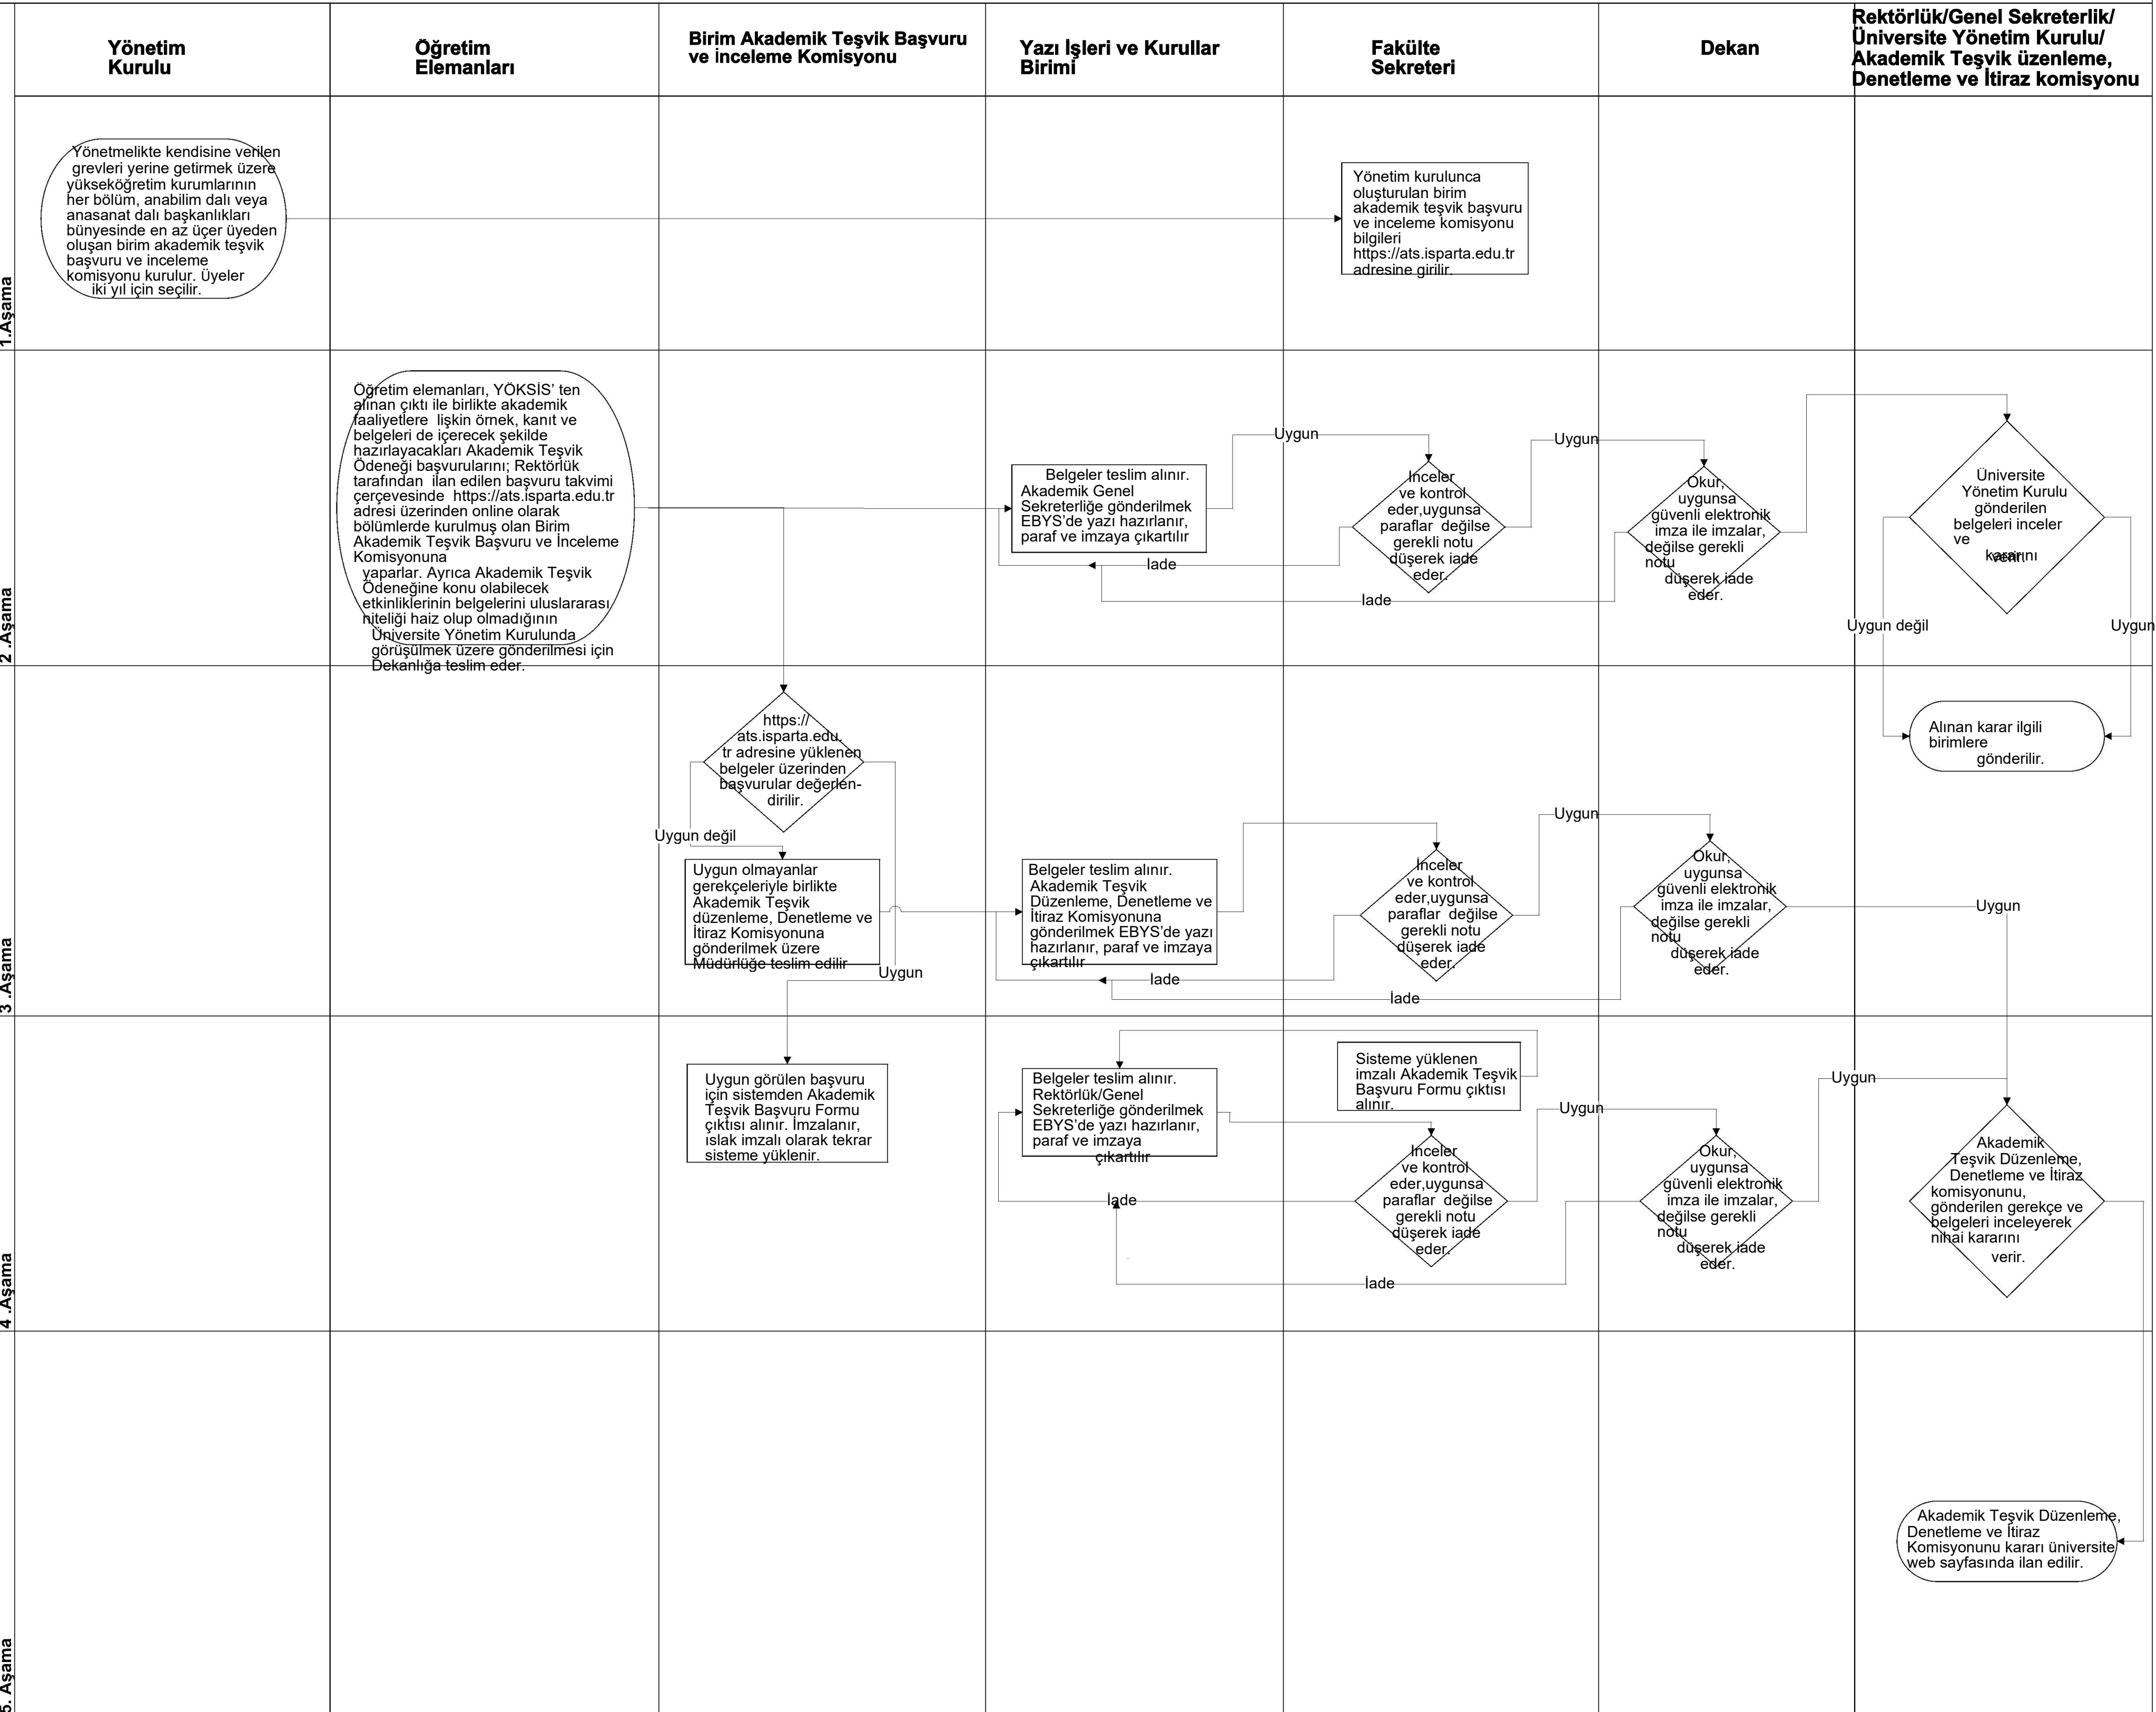 Yönetim
Kurulu
Öğretim
Elemanları
Birim Akademik Teşvik Başvuru
ve inceleme Komisyonu
Yazı İşleri ve Kurullar
Birimi
Fakülte
Sekreteri
Dekan
Rektörlük/Genel Sekreterlik/
Üniversite Yönetim Kurulu/
Akademik Teşvik üzenleme,
Denetleme ve İtiraz komisyonu
1.Aşama
Yönetmelikte kendisine verilen
grevleri yerine getirmek üzere
yükseköğretim kurumlarının
her bölüm, anabilim dalı veya
anasanat dalı başkanlıkları
bünyesinde en az üçer üyeden
oluşan birim akademik teşvik
başvuru ve inceleme
komisyonu kurulur. Üyeler
iki yıl için seçilir.
Yönetim kurulunca
oluşturulan birim
akademik teşvik başvuru
ve inceleme komisyonu
bilgileri
https://ats.isparta.edu.tr
adresine girilir.
2 .Aşama
Öğretim elemanları, YÖKSİS’ ten
alınan çıktı ile birlikte akademik
faaliyetlere  lişkin örnek, kanıt ve
belgeleri de içerecek şekilde
hazırlayacakları Akademik Teşvik
Ödeneği başvurularını; Rektörlük
tarafından  ilan edilen başvuru takvimi
çerçevesinde  https://ats.isparta.edu.tr
adresi üzerinden online olarak
bölümlerde kurulmuş olan Birim
Akademik Teşvik Başvuru ve İnceleme
Komisyonuna
yaparlar. Ayrıca Akademik Teşvik
Ödeneğine konu olabilecek
etkinliklerinin belgelerini uluslararası
niteliği haiz olup olmadığının
Üniversite Yönetim Kurulunda
görüşülmek üzere gönderilmesi için
Dekanlığa teslim eder.
Belgeler teslim alınır.
Akademik Genel
Sekreterliğe gönderilmek
EBYS’de yazı hazırlanır,
paraf ve imzaya çıkartılır
Uygun
İnceler
ve kontrol
eder,uygunsa
paraflar  değilse
gerekli notu
düşerek iade
eder.
İade
İade
Uygun
Okur,
uygunsa
güvenli elektronik
imza ile imzalar,
değilse gerekli
notu
düşerek iade
eder.
Üniversite
Yönetim Kurulu
gönderilen
belgeleri inceler
ve
kararını
verir.
Uygun değil
Uygun
3 .Aşama
https://
ats.isparta.edu.
tr adresine yüklenen
belgeler üzerinden
başvurular değerlen-
dirilir.
Uygun değil
Uygun olmayanlar
gerekçeleriyle birlikte
Akademik Teşvik
düzenleme, Denetleme ve
İtiraz Komisyonuna
gönderilmek üzere
Müdürlüğe teslim edilir
Uygun
Belgeler teslim alınır.
Akademik Teşvik
Düzenleme, Denetleme ve
İtiraz Komisyonuna
gönderilmek EBYS’de yazı
hazırlanır, paraf ve imzaya
çıkartılır
İnceler
ve kontrol
eder,uygunsa
paraflar  değilse
gerekli notu
düşerek iade
eder.
İade
İade
Uygun
Okur,
uygunsa
güvenli elektronik
imza ile imzalar,
değilse gerekli
notu
düşerek iade
eder.
Uygun
Alınan karar ilgili
birimlere
gönderilir.
4 .Aşama
Uygun görülen başvuru
için sistemden Akademik
Teşvik Başvuru Formu
çıktısı alınır. İmzalanır,
ıslak imzalı olarak tekrar
sisteme yüklenir.
Belgeler teslim alınır.
Rektörlük/Genel
Sekreterliğe gönderilmek
EBYS’de yazı hazırlanır,
paraf ve imzaya
çıkartılır
Sisteme yüklenen
imzalı Akademik Teşvik
Başvuru Formu çıktısı
alınır.
İnceler
ve kontrol
eder,uygunsa
paraflar  değilse
gerekli notu
düşerek iade
eder.
İade
İade
Uygun
Okur,
uygunsa
güvenli elektronik
imza ile imzalar,
değilse gerekli
notu
düşerek iade
eder.
Uygun
Akademik
Teşvik Düzenleme,
Denetleme ve İtiraz
komisyonunu,
gönderilen gerekçe ve
belgeleri inceleyerek
nihai kararını
verir.
5. Aşama
Akademik Teşvik Düzenleme,
Denetleme ve İtiraz
Komisyonunu kararı üniversite
web sayfasında ilan edilir.